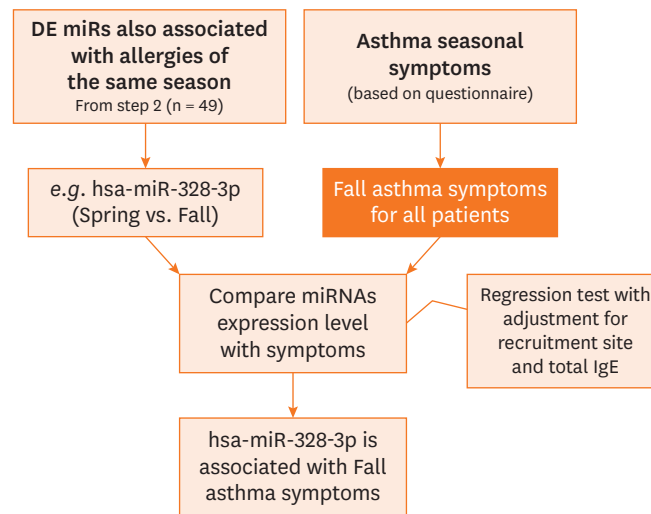 DE miRs also associated
with allergies of
the same season
From step 2 (n = 49)
Asthma seasonal
symptoms
(based on questionnaire)
e.g. hsa-miR-328-3p
(Spring vs. Fall)
Fall asthma symptoms
for all patients
Compare miRNAs
expression level
with symptoms
Regression test with
adjustment for
recruitment site
and total IgE
hsa-miR-328-3p is
associated with Fall
asthma symptoms